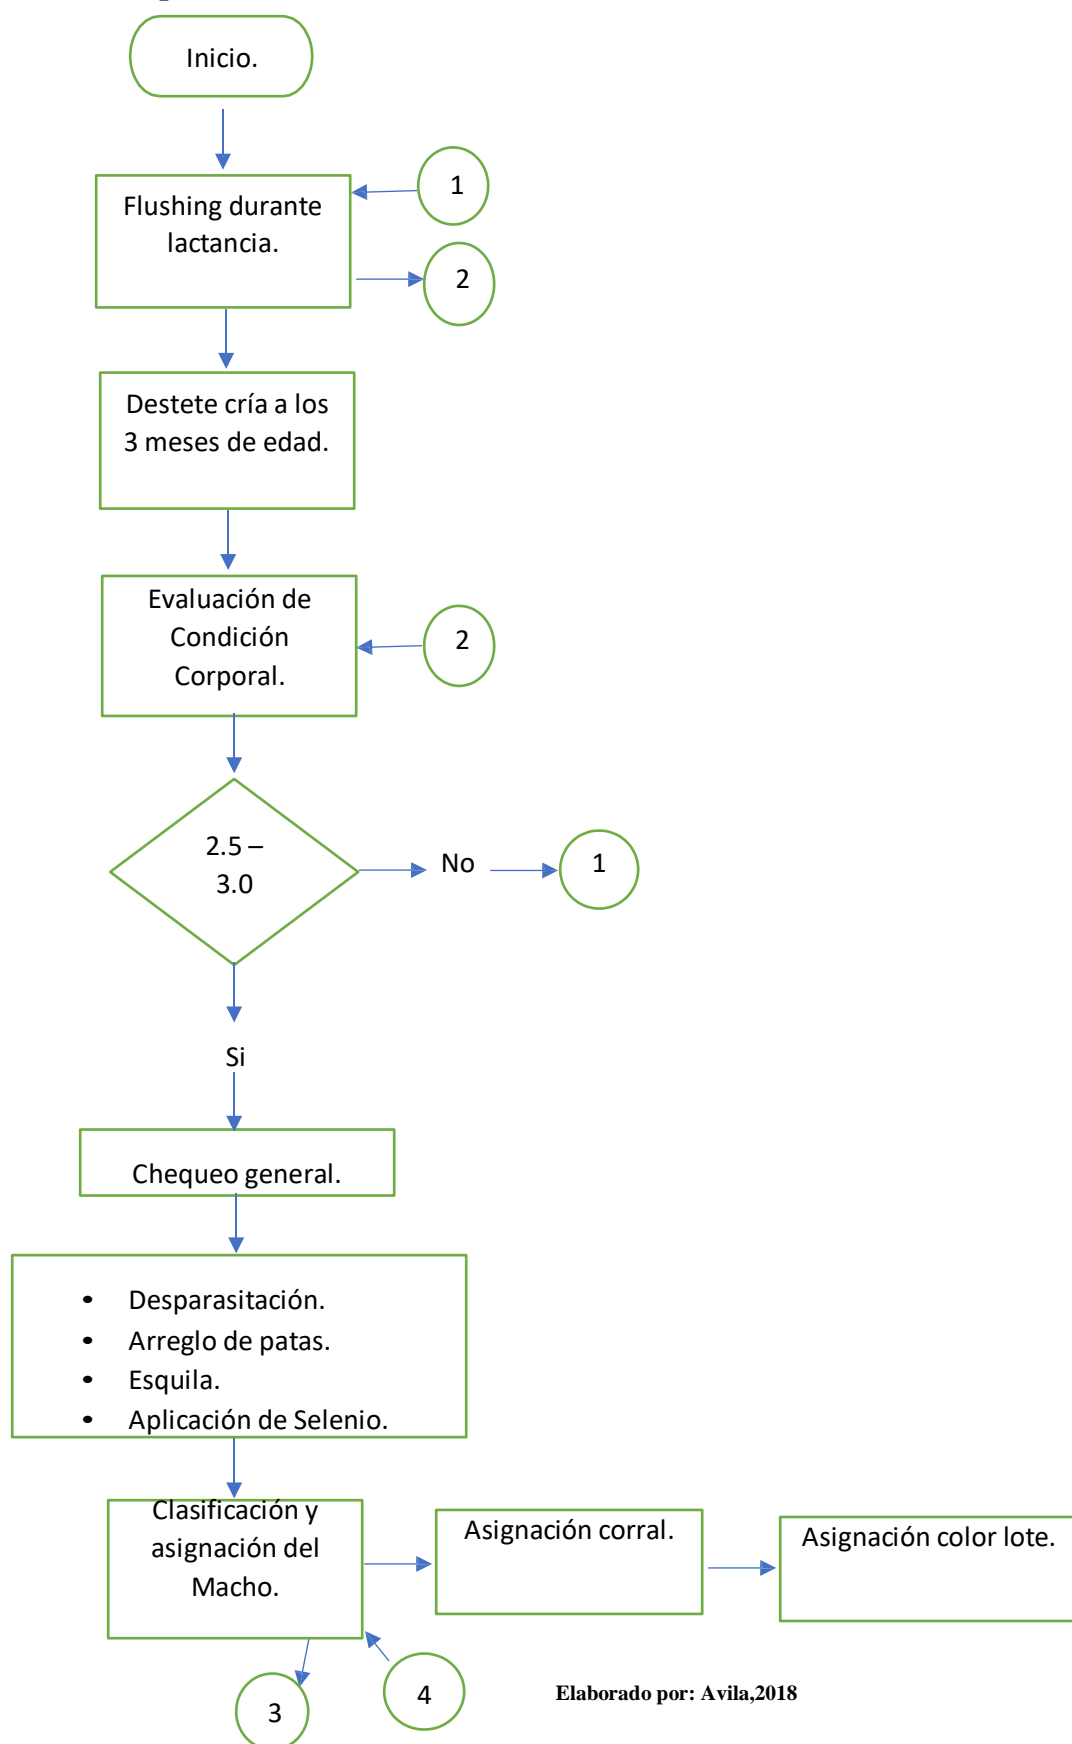 Inicio.
1
Flushing durante
lactancia.
2
Destete cría a los
3 meses de edad.
Evaluación de
Condición
Corporal.
2
2.5 –
3.0
No
1
Si
Chequeo general.
• Desparasitación.
• Arreglo de patas.
• Esquila.
• Aplicación de Selenio.
Clasificación y
asignación del
Macho.
Asignación corral.
Asignación color lote.
3
4
Elaborado por: Avila,2018